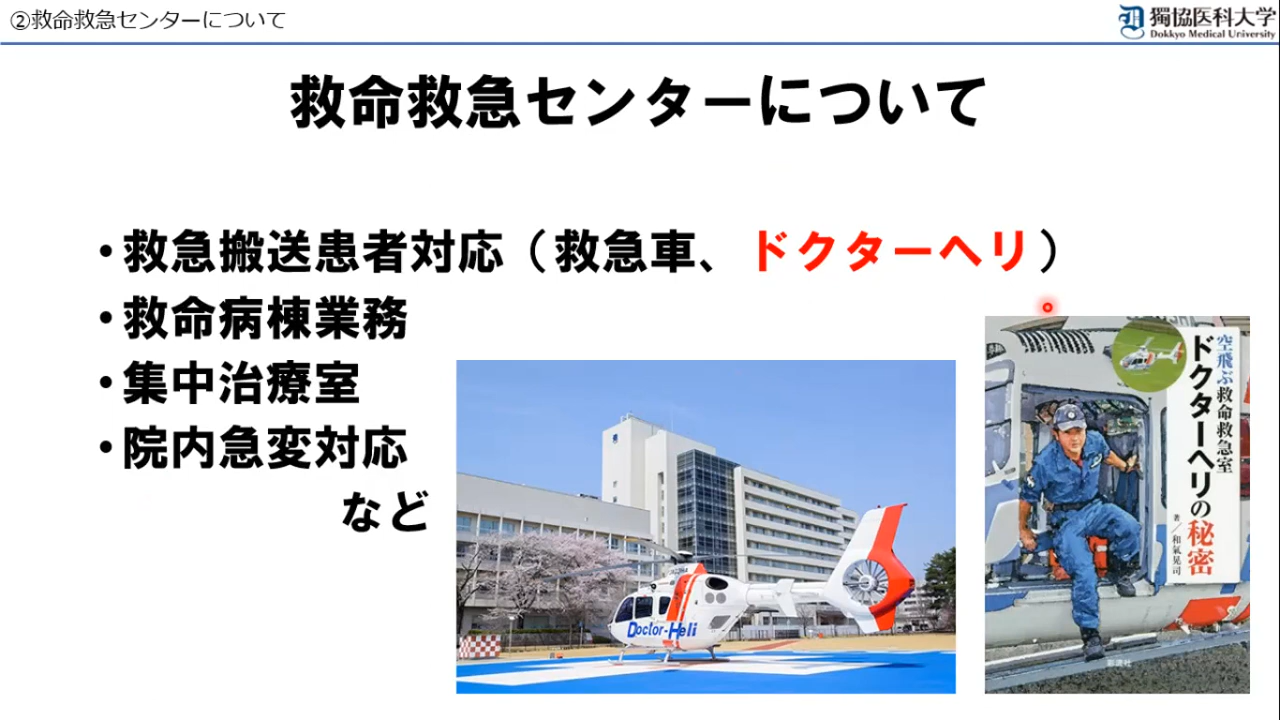 ②救命救急センターについて
獨協医科大学
Dokkyo Medical University
救命救急センターについて
・救急搬送患者対応（救急車、ドクターヘリ）
・救命病棟業務
・集中治療室
・院内急変対応
など
Doctor-Heli
空飛ぶ救命救急室
ドクターヘリの秘密
著／和氣晃司